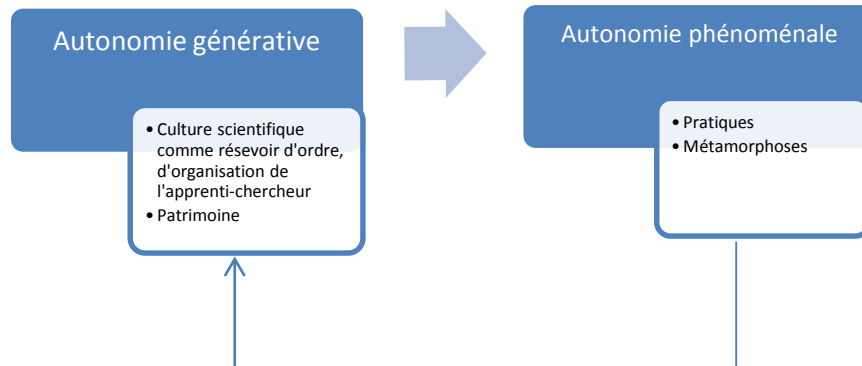 Autonomie générative
• Culture scientifique
comme résevoir d'ordre,
d'organisation de
l'apprenti-chercheur
• Patrimoine
Autonomie phénoménale
• Pratiques
• Métamorphoses